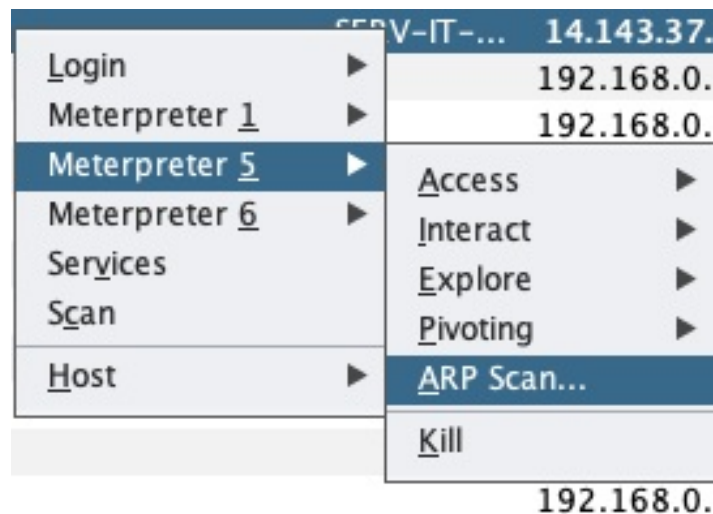 SERV-IT-... 14.143.37.
Login
192.168.0.
Meterpreter 1
192.168.0.
Meterpreter 5
Access
Meterpreter 6
Interact
Services
Explore
Scan
Pivoting
Host
ARP Scan...
Kill
192.168.0.